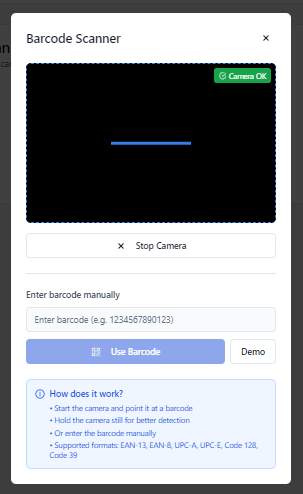 Barcode Scanner
Camera OK
Stop Camera
Enter barcode manually
Enter barcode (e.g. 1234567890123)
Use Barcode
Demo
How does it work?
• Start the camera and point it at a barcode
• Hold the camera still for better detection
• Or enter the barcode manually
• Supported formats: EAN-13, EAN-8, UPC-A, UPC-E, Code 128,
Code 39